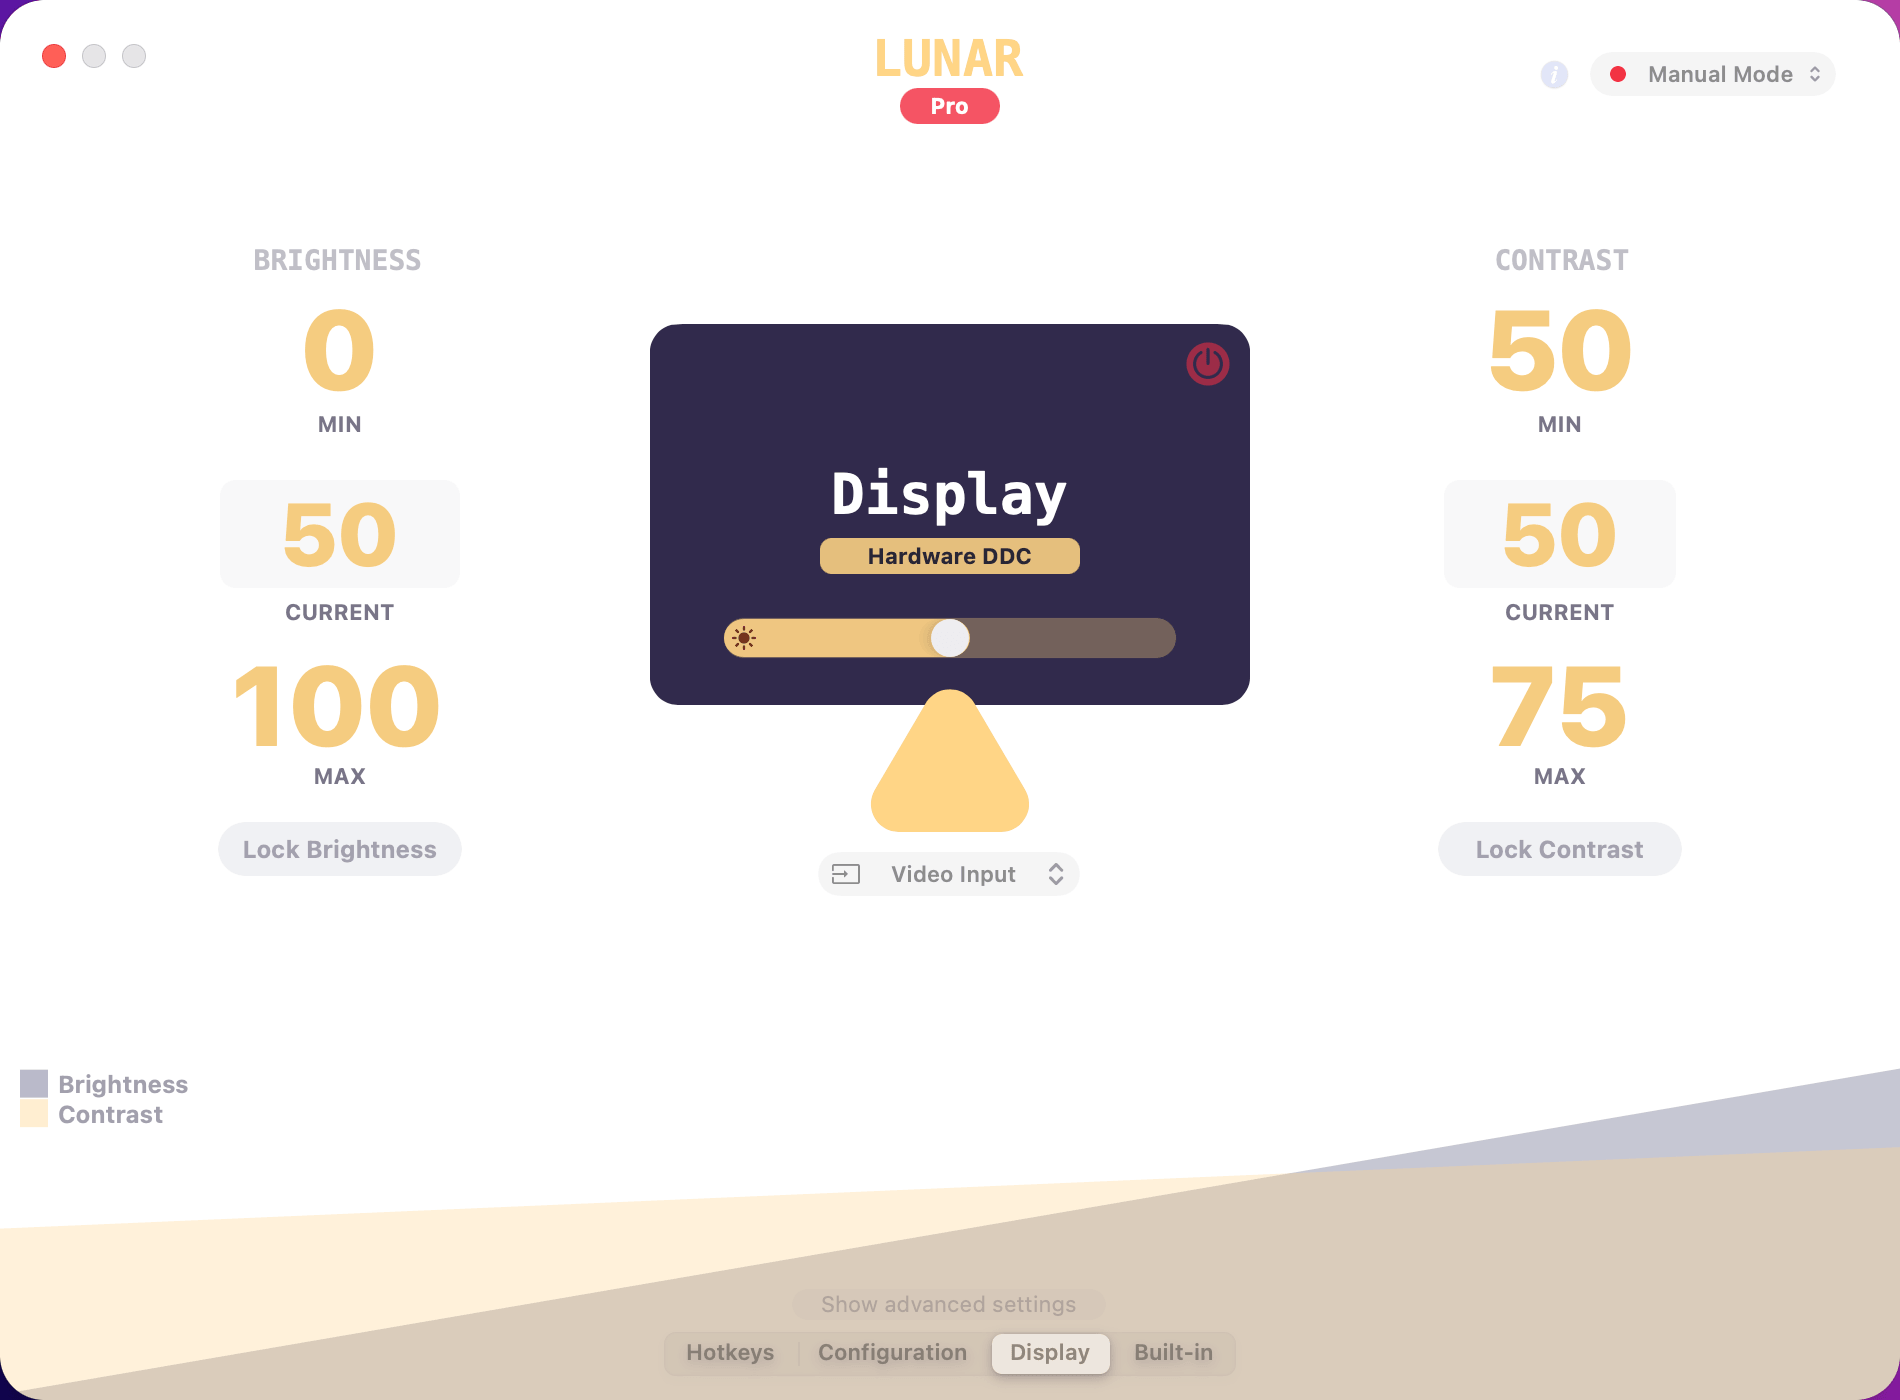 LUNAR
Pro
i
Manual Mode
BRIGHTNESS
0
MIN
50
CURRENT
100
MAX
Lock Brightness
Display
Hardware DDC
Video Input
CONTRAST
50
MIN
50
CURRENT
75
MAX
Lock Contrast
Brightness
Contrast
Show advanced settings
Hotkeys Configuration Display Built-in